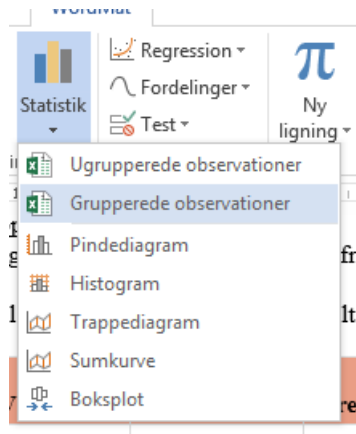 WordMat
Regression
Fordelinger
Test
Statistik
Ny
ligning
Ugrupperede observationer
Grupperede observationer
Pindediagram
Histogram
Trappediagram
Sumkurve
Boksplot